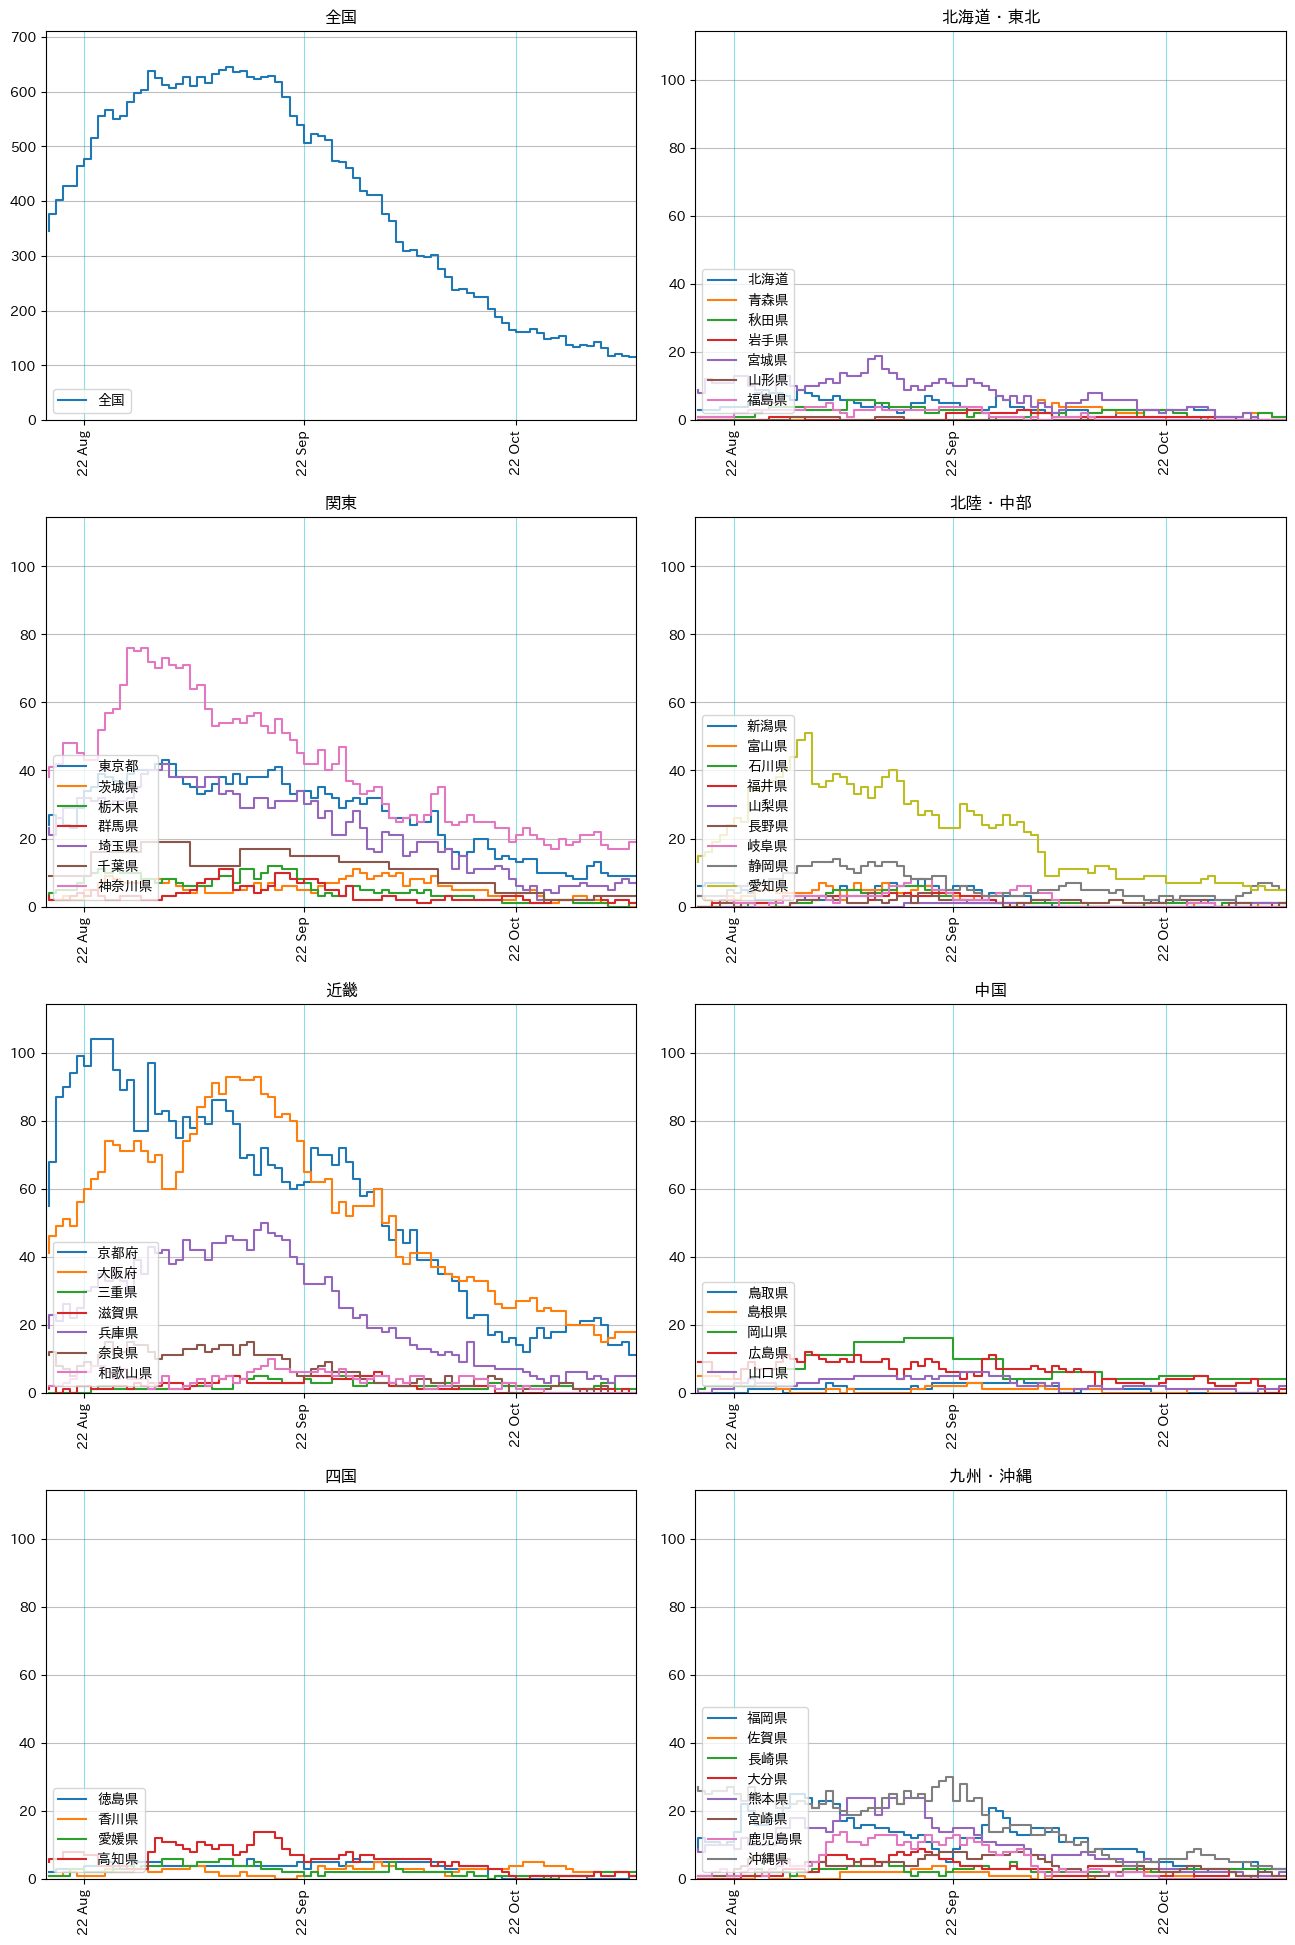 全国
700
600
500
400
300
200
100
0
全国
22 Aug
22 Sep
22 Oct
北海道・東北
100
80
60
40
20
0
北海道
青森県
秋田県
岩手県
宮城県
山形県
福島県
22 Aug
22 Sep
22 Oct
関東
100
80
60
40
20
0
東京都
茨城県
栃木県
群馬県
埼玉県
千葉県
神奈川県
22 Aug
22 Sep
22 Oct
北陸・中部
100
80
60
40
20
0
新潟県
富山県
石川県
福井県
山梨県
長野県
岐阜県
静岡県
愛知県
22 Aug
22 Sep
22 Oct
近畿
100
80
60
40
20
0
京都府
大阪府
三重県
滋賀県
兵庫県
奈良県
和歌山県
22 Aug
22 Sep
22 Oct
中国
100
80
60
40
20
0
鳥取県
島根県
岡山県
広島県
山口県
22 Aug
22 Sep
22 Oct
四国
100
80
60
40
20
0
徳島県
香川県
愛媛県
高知県
22 Aug
22 Sep
22 Oct
九州・沖縄
100
80
60
40
20
0
福岡県
佐賀県
長崎県
大分県
熊本県
宮崎県
鹿児島県
沖縄県
22 Aug
22 Sep
22 Oct